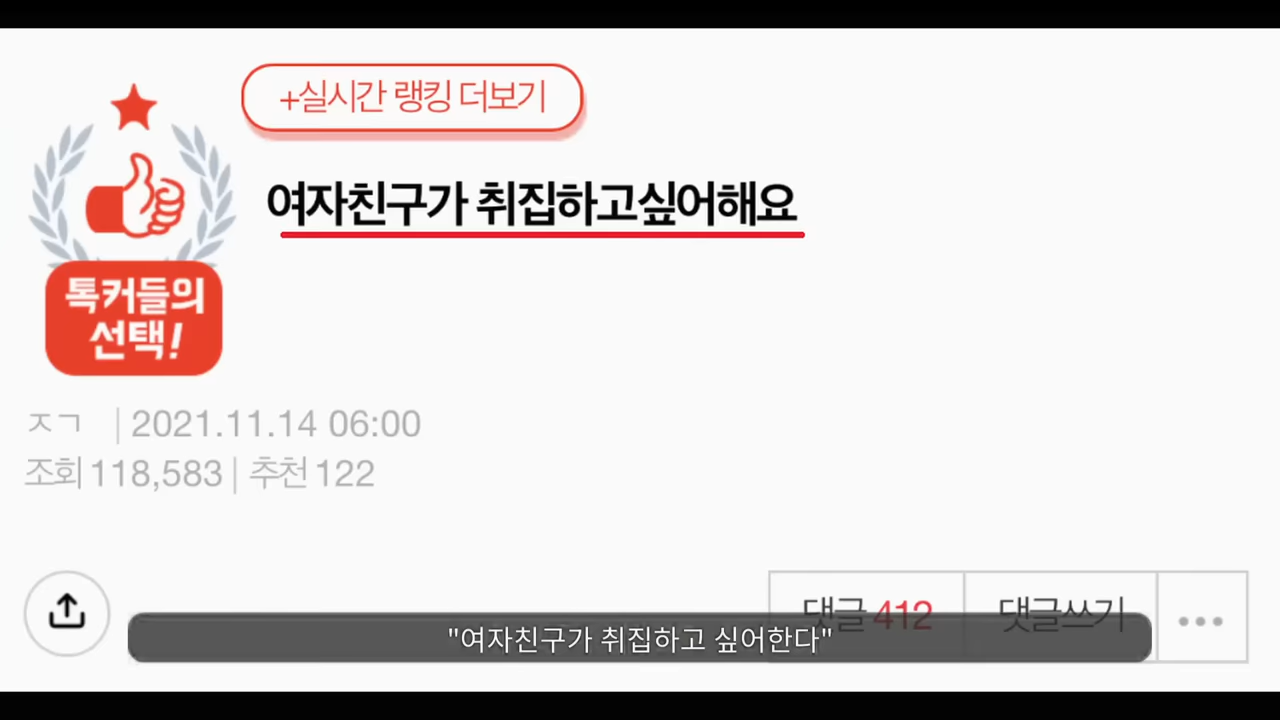 +실시간 랭킹 더보기
여자친구가 취집하고싶어해요
톡커들의
선택!
ㅈㄱ | 2021.11.14 06:00
조회 118,583 | 추천 122
댓글 412 댓글쓰기 ...
"여자친구가 취집하고 싶어한다"